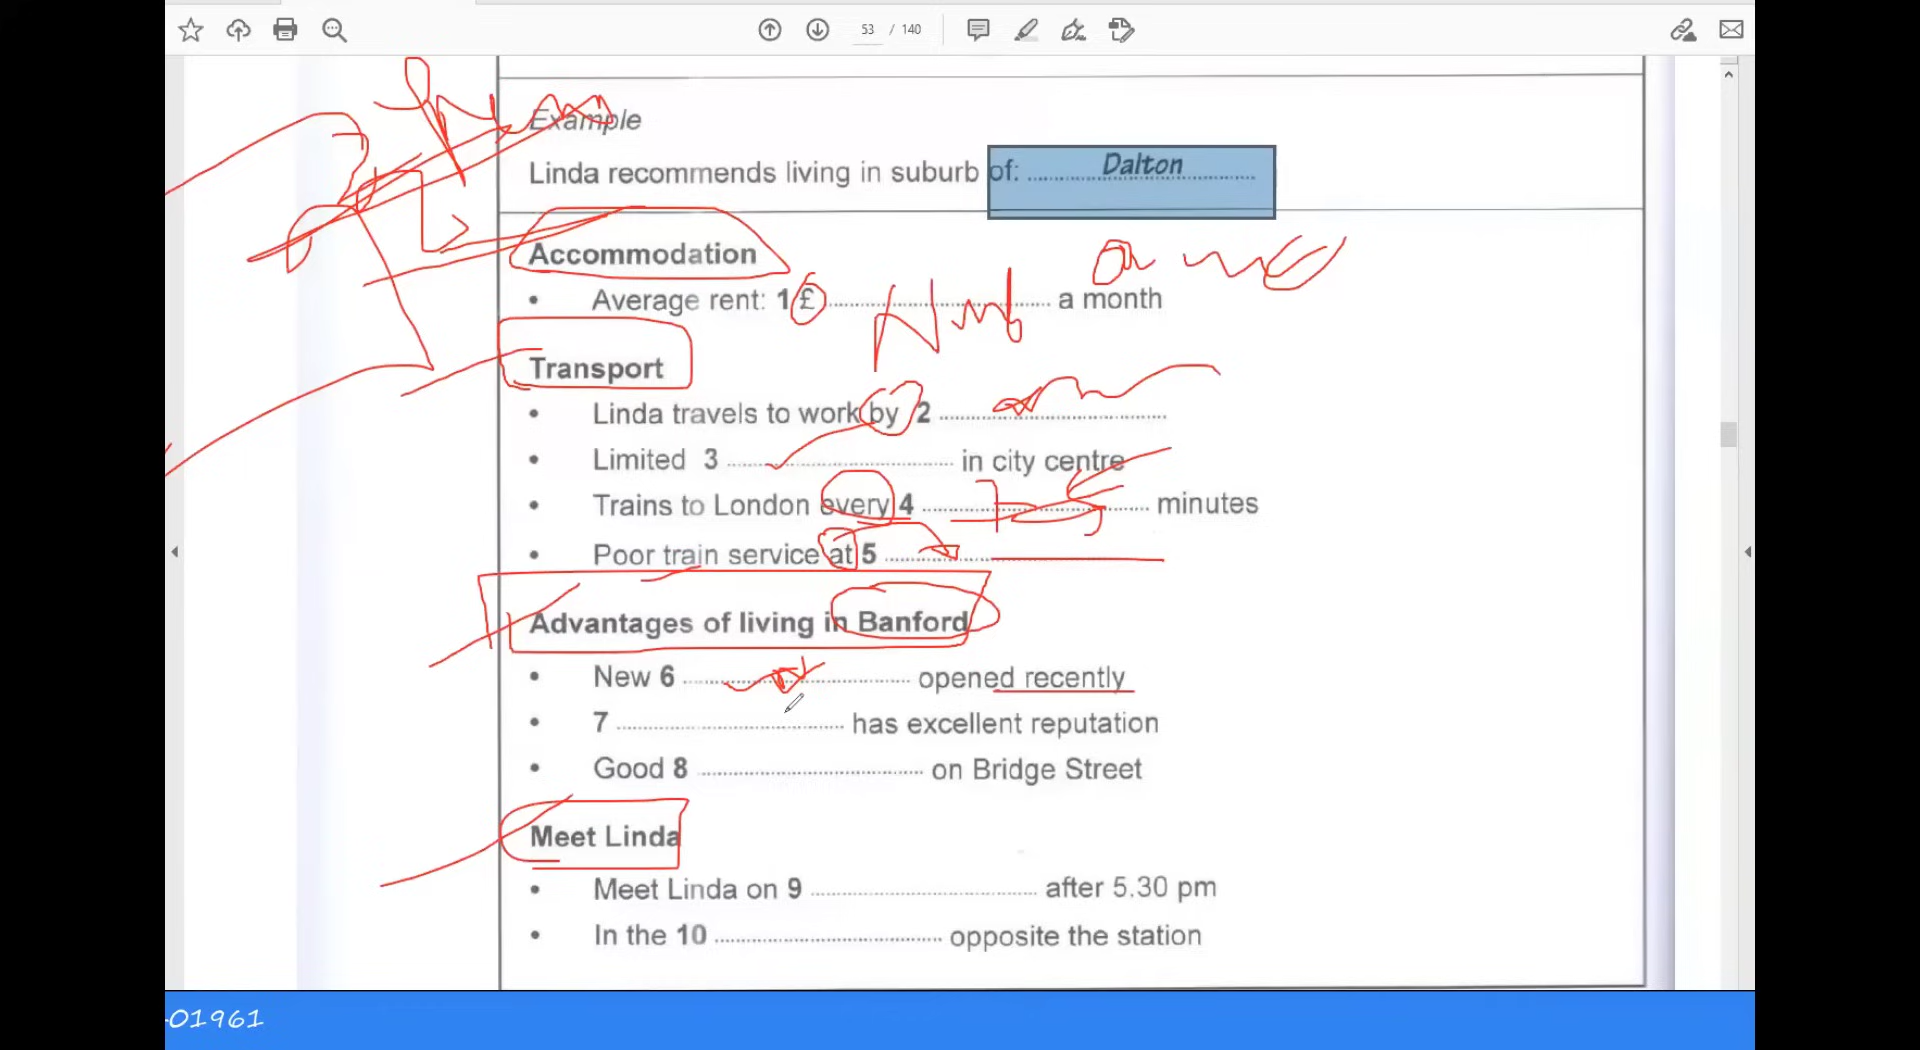 53 / 140
Example
Linda recommends living in suburb of: Dalton
Accommodation
• Average rent: 1 £ a month
Transport
• Linda travels to work by 2
• Limited 3 in city centre
• Trains to London every 4 minutes
• Poor train service at 5
Advantages of living in Banford
• New 6 opened recently
• 7 has excellent reputation
• Good 8 on Bridge Street
Meet Linda
• Meet Linda on 9 after 5.30 pm
• In the 10 opposite the station
01961